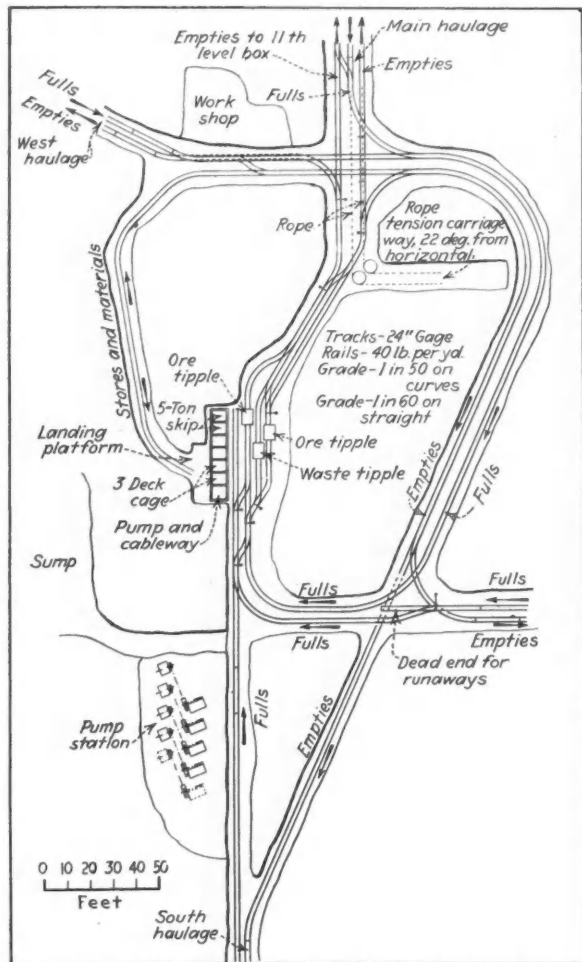 Empties to 11th
level box
Main haulage
Empties
Fulls
Fulls
Empties
West haulage
Work
shop
Rope
Rope
tension carriage
way, 22 deg. from
horizontal
Stores and materials
Tracks-24" Gage
Rails-40 lb. per yd.
Grade-1 in 50 on
curves
Grade-1 in 60 on
straight
Ore
tipple
5-Ton
skip
Landing
platform
Ore tipple
Waste tipple
3 Deck
cage
Pump and
cableway
Empties
Fulls
Sump
Fulls
Fulls
Empties
Dead end for
runaways
Pump
station
Fulls
Empties
0 10 20 30 40 50
Feet
South
haulage